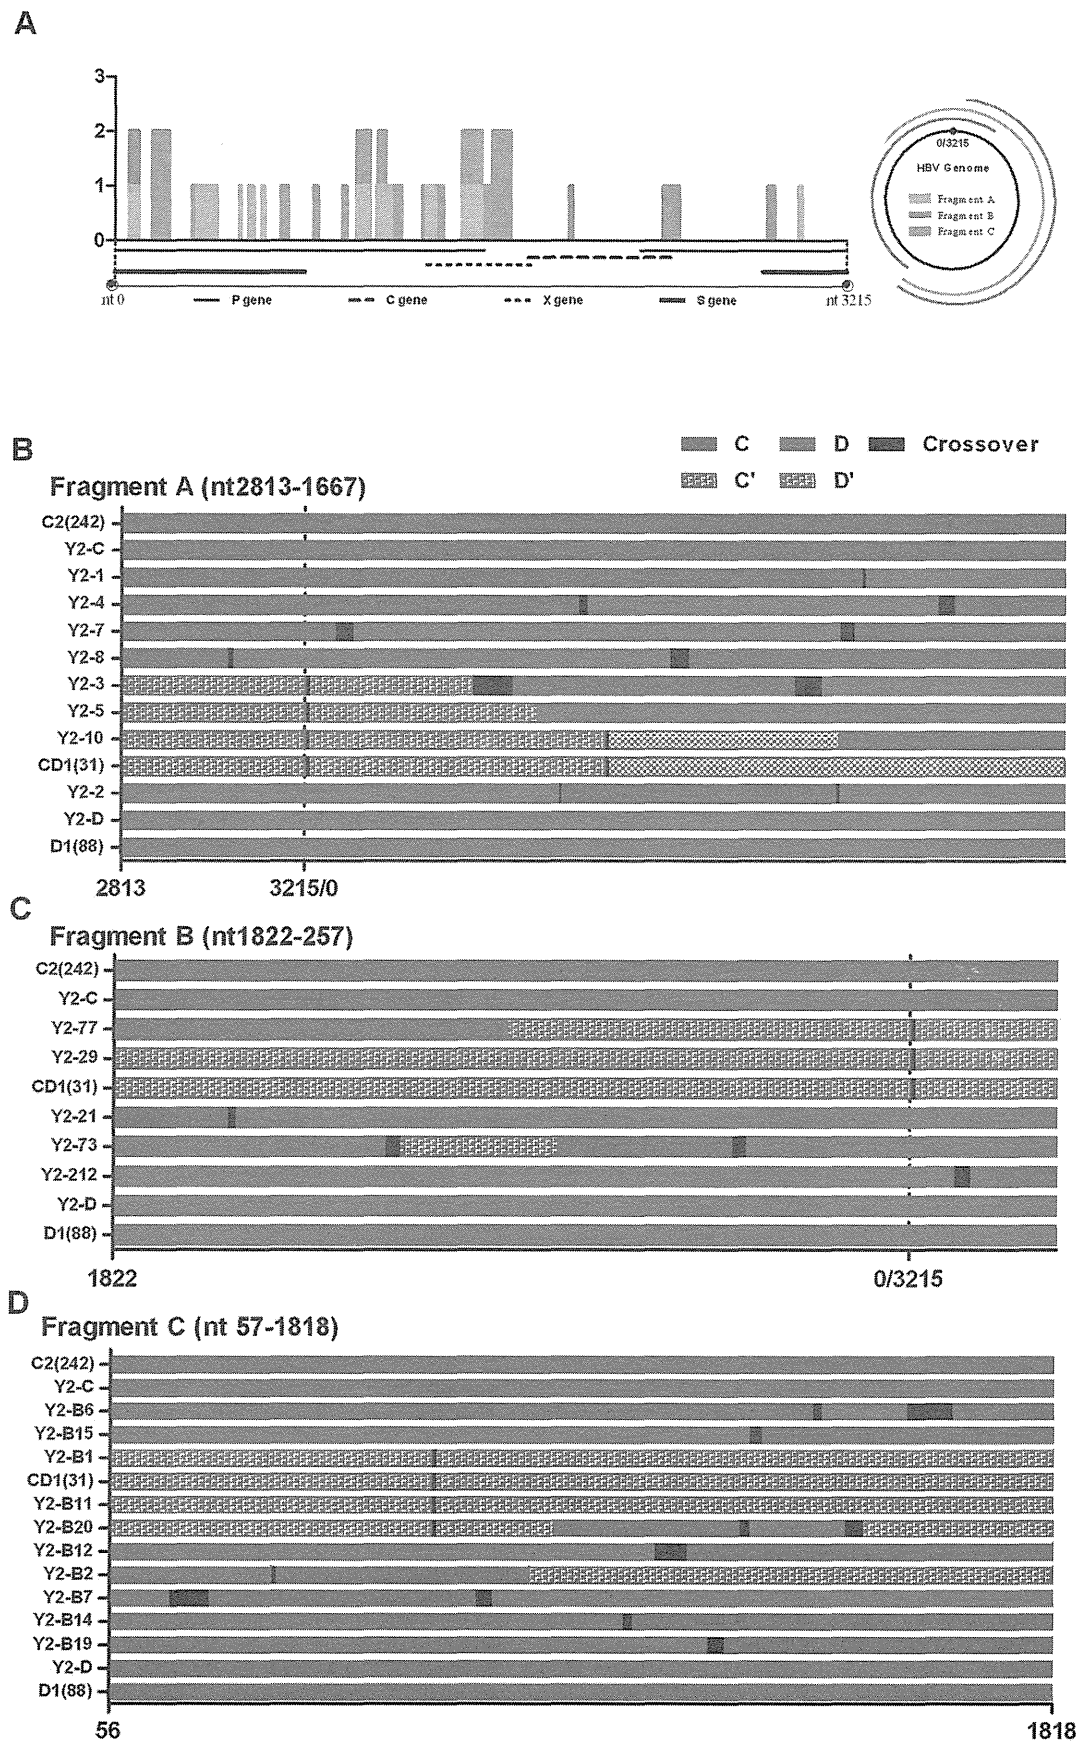 A
3
2
1
0
nt 0
P gene
C gene
X gene
S gene
nt 3215
0/3215
HBV Genome
Fragment A
Fragment B
Fragment C
B
C
D
Crossover
C'
D'
Fragment A (nt2813-1667)
C2(242)
Y2-C
Y2-1
Y2-4
Y2-7
Y2-8
Y2-3
Y2-5
Y2-10
CD1(31)
Y2-2
Y2-D
D1(88)
2813
3215/0
C
Fragment B (nt1822-257)
C2(242)
Y2-C
Y2-77
Y2-29
CD1(31)
Y2-21
Y2-73
Y2-212
Y2-D
D1(88)
1822
0/3215
D
Fragment C (nt 57-1818)
C2(242)
Y2-C
Y2-B6
Y2-B15
Y2-B1
CD1(31)
Y2-B11
Y2-B20
Y2-B12
Y2-B2
Y2-B7
Y2-B14
Y2-B19
Y2-D
D1(88)
56
1818